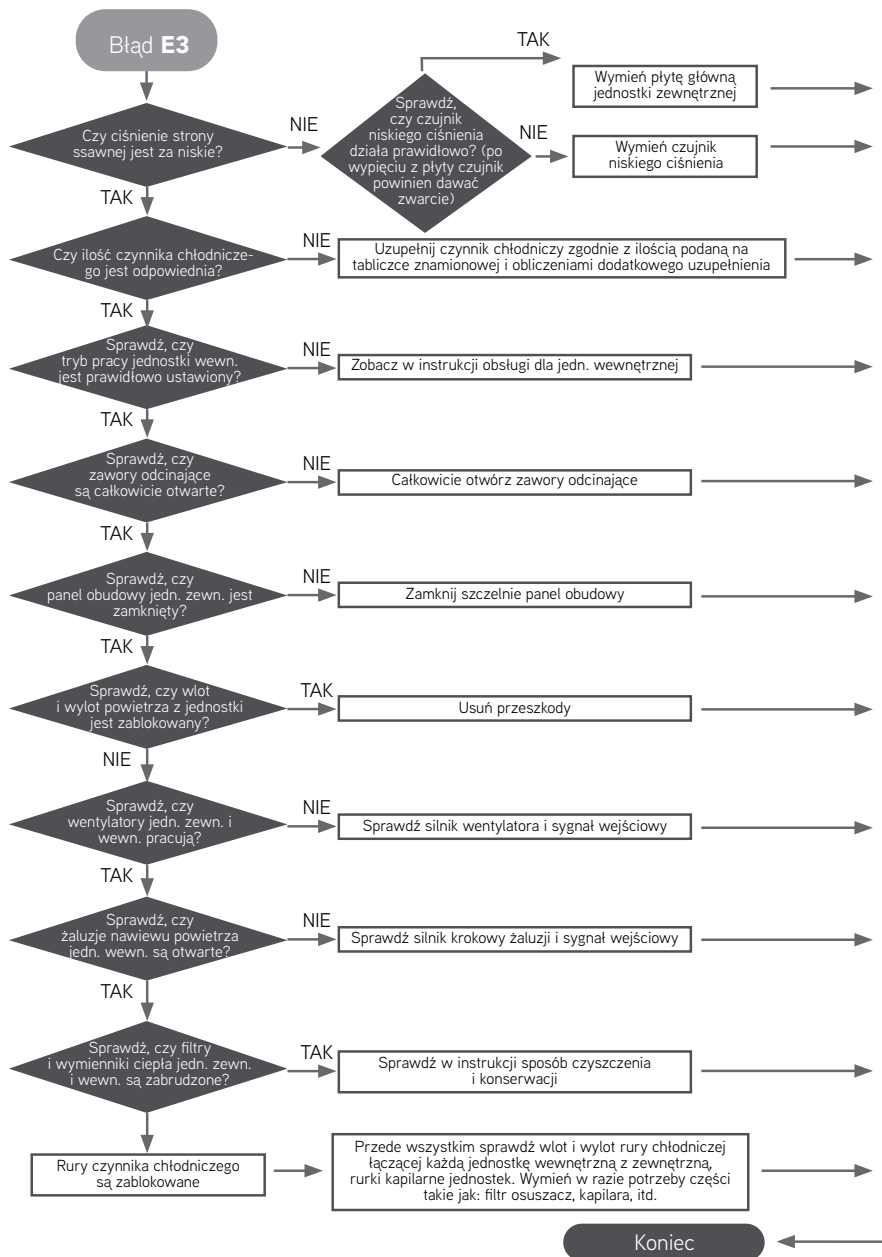 Błąd E3
Czy ciśnienie strony
ssawnej jest za niskie?
NIE
Sprawdź,
czy czujnik
niskiego ciśnienia
działa prawidłowo? (po
wypięciu z płyty czujnik
powinien dawać
zwarcie)
TAK
Wymień płytę główną
jednostki zewnętrznej
NIE
Wymień czujnik
niskiego ciśnienia
TAK
Czy ilość czynnika chłodnicze-
go jest odpowiednia?
NIE
Uzupełnij czynnik chłodniczy zgodnie z ilością podaną na
tabliczce znamionowej i obliczeniami dodatkowego uzupełnienia
TAK
Sprawdź, czy
tryb pracy jednostki wewn.
jest prawidłowo ustawiony?
NIE
Zobacz w instrukcji obsługi dla jedn. wewnętrznej
TAK
Sprawdź, czy
zawory odcinające
są całkowicie otwarte?
NIE
Całkowicie otwórz zawory odcinające
TAK
Sprawdź, czy
panel obudowy jedn. zewn. jest
zamknięty?
NIE
Zamknij szczelnie panel obudowy
TAK
Sprawdź, czy wlot
i wylot powietrza z jednostki
jest zablokowany?
TAK
Usuń przeszkody
NIE
Sprawdź, czy
wentylatory jedn. zewn. i
wewn. pracują?
NIE
Sprawdź silnik wentylatora i sygnał wejściowy
TAK
Sprawdź, czy
żaluzje nawiewu powietrza
jedn. wewn. są otwarte?
NIE
Sprawdź silnik krokowy żaluzji i sygnał wejściowy
TAK
Sprawdź, czy filtry
i wymienniki ciepła jedn. zewn.
i wewn. są zabrudzone?
TAK
Sprawdź w instrukcji sposób czyszczenia
i konserwacji
Rury czynnika chłodniczego
są zablokowane
Przede wszystkim sprawdź wlot i wylot rury chłodniczej
łączącej każdą jednostkę wewnętrzną z zewnętrzną,
rurki kapilarne jednostek. Wymień w razie potrzeby części
takie jak: filtr osuszacz, kapilara, itd.
Koniec